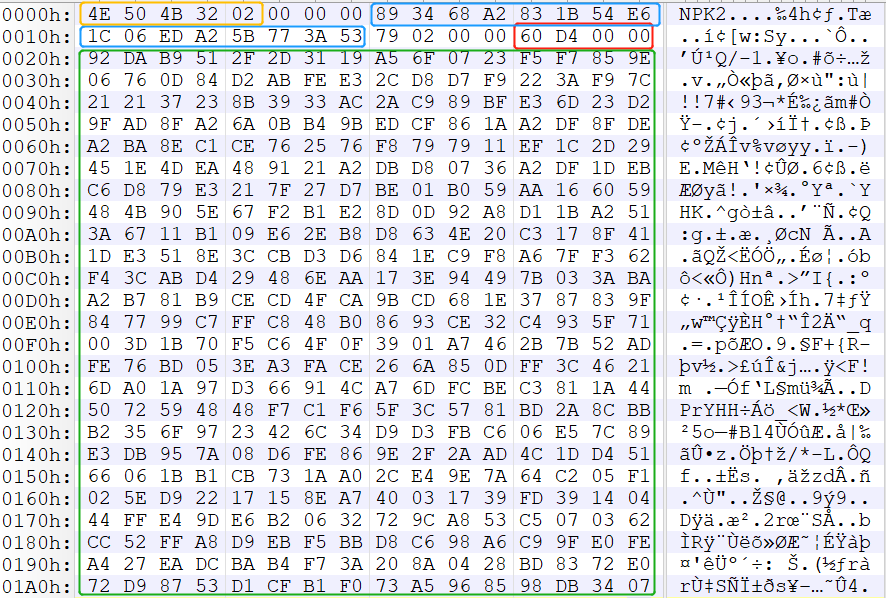 0000h: 4E 50 4B 32 02 00 00 00 89 34 68 A2 83 1B 54 E6 NPK2....‰4h¢ƒ.Tæ
0010h: 1C 06 ED A2 5B 77 3A 53 79 02 00 00 60 D4 00 00 ..í¢[w:Sy...`Ô..
0020h: 92 DA B9 51 2F 2D 31 19 A5 6F 07 23 F5 F7 85 9E ’Ú¹Q/-1.¥o.#õ÷…ž
0030h: 06 76 0D 84 D2 AB FE E3 2C D8 D7 F9 22 3A F9 7C .v.„Ò«þã,Ø×ù":ù|
0040h: 21 21 37 23 8B 39 33 AC 2A C9 89 BF E3 6D 23 D2 !!7#‹93¬*É‰¿ãm#Ò
0050h: 9F AD 8F A2 6A 0B B4 9B ED CF 86 1A A2 DF 8F DE Ÿ-.¢j.´›íÏ†.¢ß.Þ
0060h: A2 BA 8E C1 CE 76 25 76 F8 79 79 11 EF 1C 2D 29 ¢ºŽÁÎv%vøyy.ï.-)
0070h: 45 1E 4D EA 48 91 21 A2 DB D8 07 36 A2 DF 1D EB E.MêH‘!¢ÛØ.6¢ß.ë
0080h: C6 D8 79 E3 21 7F 27 D7 BE 01 B0 59 AA 16 60 59 ÆØyã!.'×¾.°Yª.`Y
0090h: 48 4B 90 5E 67 F2 B1 E2 8D 0D 92 A8 D1 1B A2 51 HK.^gò±â..’¨Ñ.¢Q
00A0h: 3A 67 11 B1 09 E6 2E B8 D8 63 4E 20 C3 17 8F 41 :g.±.æ.¸ØcN Ã..A
00B0h: 1D E3 51 8E 3C CB D3 D6 84 1E C9 F8 A6 7F F3 62 .ãQŽ<ËÓÖ„.Éø¦.ób
00C0h: F4 3C AB D4 29 48 6E AA 17 3E 94 49 7B 03 3A BA ô<«Ô)Hnª.>”I{.:º
00D0h: A2 B7 81 B9 CE CD 4F CA 9B CD 68 1E 37 87 83 9F ¢·.¹ÎÍOÊ›Íh.7‡ƒŸ
00E0h: 84 77 99 C7 FF C8 48 B0 86 93 CE 32 C4 93 5F 71 „w™ÇÿÈH°†“Î2Ä“_q
00F0h: 00 3D 1B 70 F5 C6 4F 0F 39 01 A7 46 2B 7B 52 AD .=.põÆO.9.§F+{R-
0100h: FE 76 BD 05 3E A3 FA CE 26 6A 85 0D FF 3C 46 21 þv½.>£úÎ&j….ÿ<F!
0110h: 6D A0 1A 97 D3 66 91 4C A7 6D FC BE C3 81 1A 44 m .—Óf‘L§mü¾Ã..D
0120h: 50 72 59 48 48 F7 C1 F6 5F 3C 57 81 BD 2A 8C BB PrYHH÷Áö_<W.½*Œ»
0130h: B2 35 6F 97 23 42 6C 34 D9 D3 FB C6 06 E5 7C 89 ²5o—#Bl4ÙÓûÆ.å|‰
0140h: E3 DB 95 7A 08 D6 FE 86 9E 2F 2A AD 4C 1D D4 51 ãÛ•z.Öþ†ž/*-L.ÔQ
0150h: 66 06 1B B1 CB 73 1A A0 2C E4 9E 7A 64 C2 05 F1 f..±Ës. ,äžzdÂ.ñ
0160h: 02 5E D9 22 17 15 8E A7 40 03 17 39 FD 39 14 04 .^Ù"..Ž§@..9ý9..
0170h: 44 FF E4 9D E6 B2 06 32 72 9C A8 53 C5 07 03 62 Dÿä.æ².2rœ¨SÅ..b
0180h: CC 52 FF A8 D9 EB F5 BB D8 C6 98 A6 C9 9F E0 FE ÌRÿ¨Ùëõ»ØÆ˜¦ÉŸàþ
0190h: A4 27 EA DC BA B4 F7 3A 20 8A 04 28 BD 83 72 E0 ¤'êÜº´÷: Š.(½ƒrà
01A0h: 72 D9 87 53 D1 CF B1 F0 73 A5 96 85 98 DB 34 07 rÙ‡SÑÏ±ðs¥–…˜Û4.